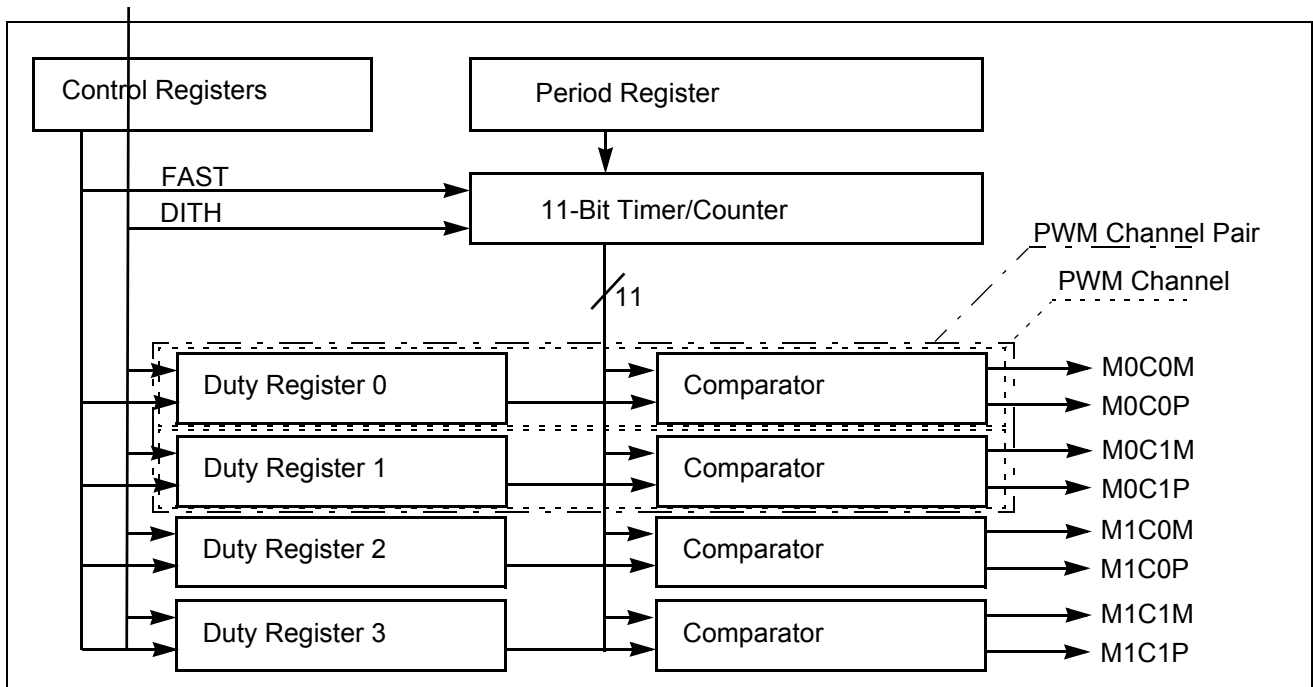 Control Registers
Period Register
FAST
DITH
11-Bit Timer/Counter
PWM Channel Pair
PWM Channel
11
Duty Register 0
Comparator
M0C0M
M0C0P
Duty Register 1
Comparator
M0C1M
M0C1P
Duty Register 2
Comparator
M1C0M
M1C0P
Duty Register 3
Comparator
M1C1M
M1C1P